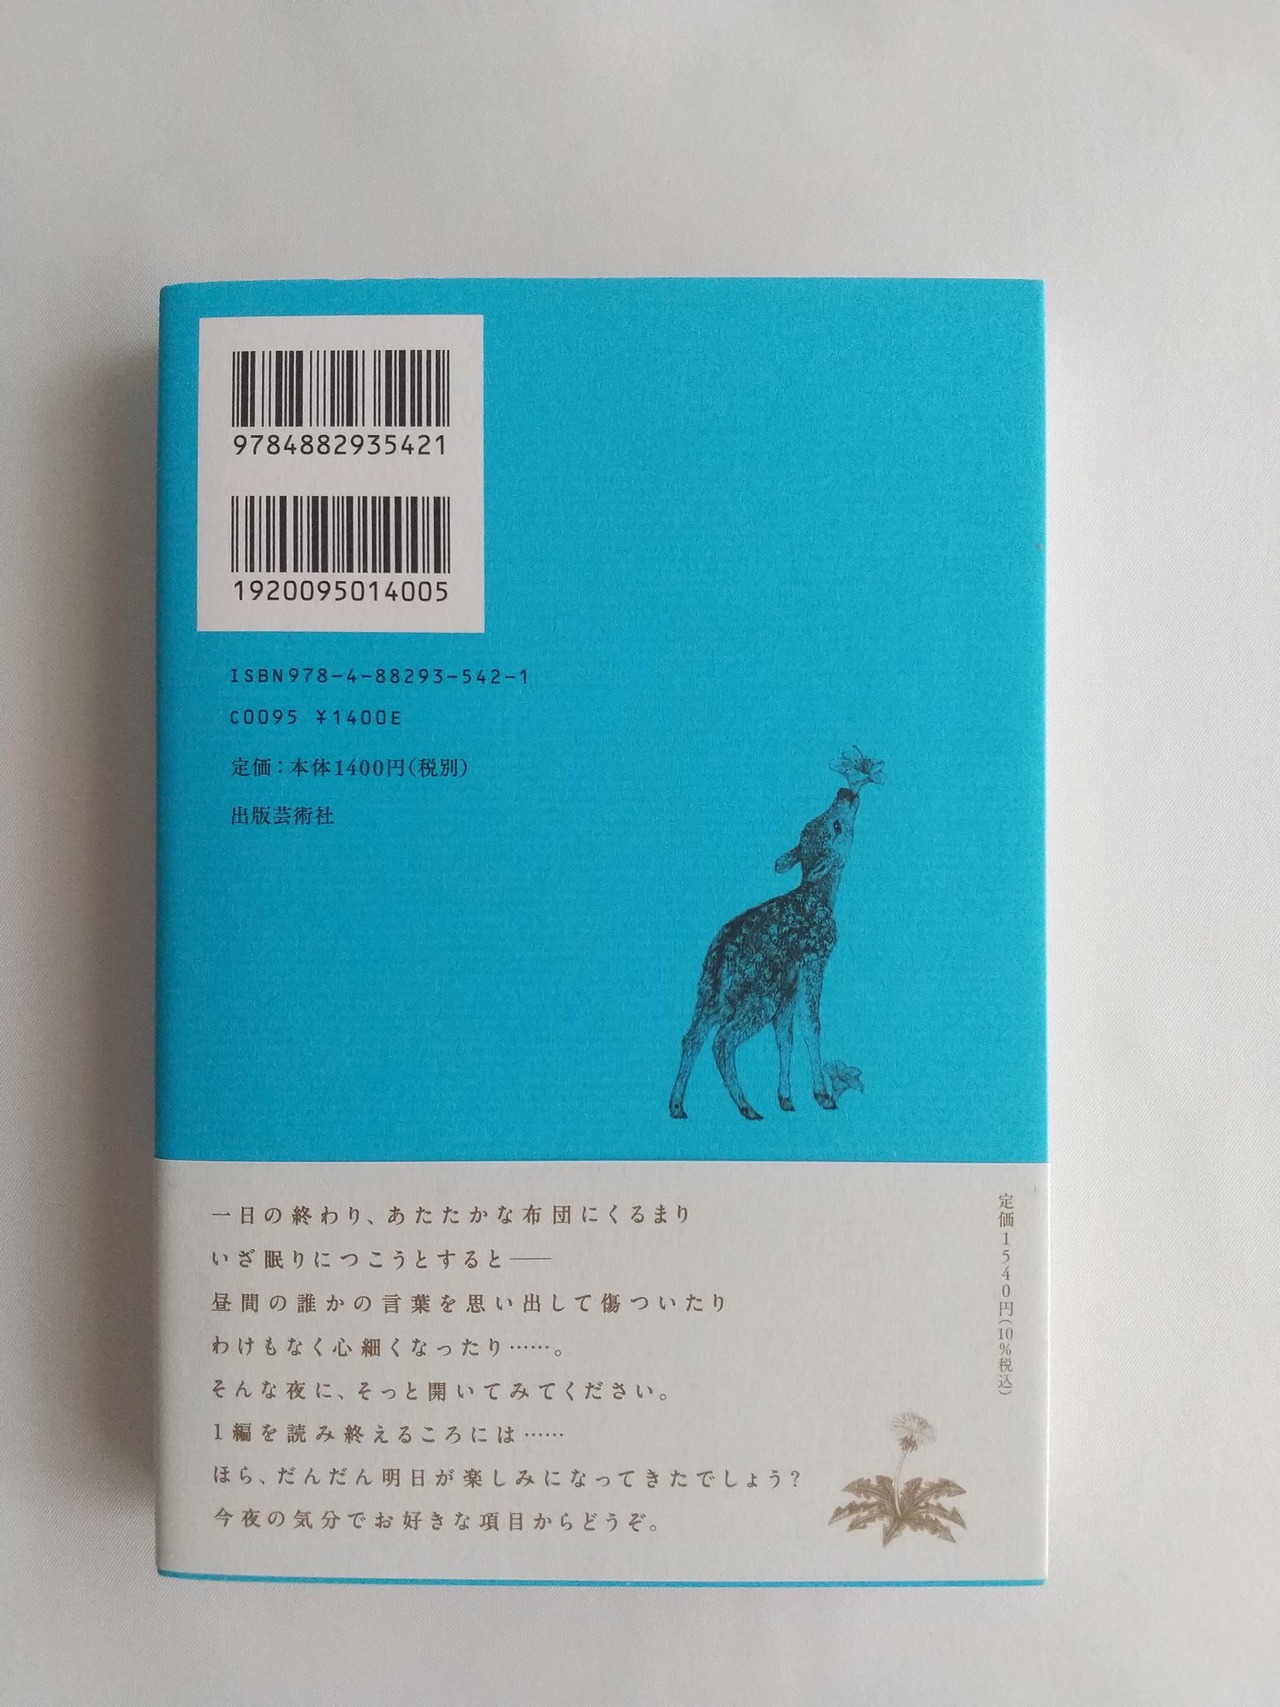 9784882935421
1920095014005
ISBN978-4-88293-542-1
C0095 ¥1400E
定価：本体1400円（税別）
出版芸術社
一日の終わり、あたたかな布団にくるまり
いざ眠りにつこうとすると――
昼間の誰かの言葉を思い出して傷ついたり
わけもなく心細くなったり……。
そんな夜に、そっと開いてみてください。
1編を読み終えるころには……
ほら、だんだん明日が楽しみになってきたでしょう？
今夜の気分でお好きな項目からどうぞ。
定価1540円（10％税込）